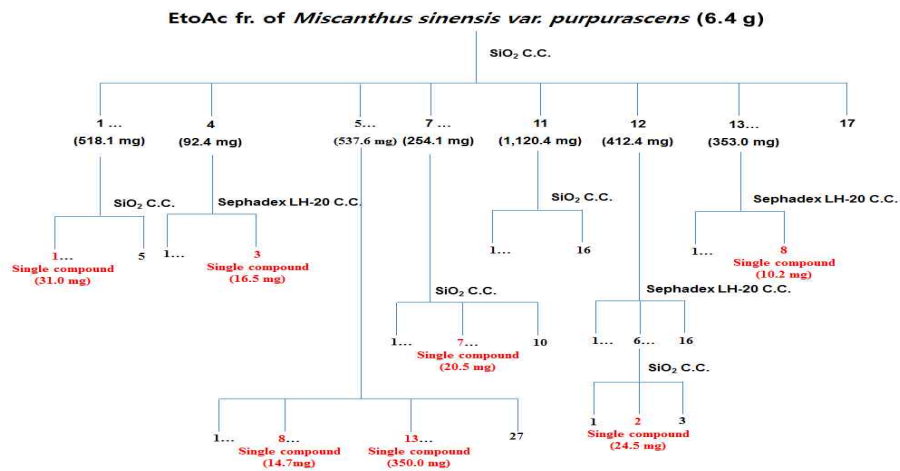 EtoAc fr. of Miscanthus sinensis var. purpurascens (6.4 g)
SiO₂ C.C.
1 ... 4 5... 7 ... 11 12 13... 17
(518.1 mg) (92.4 mg) (537.6 mg) (254.1 mg) (1,120.4 mg) (412.4 mg) (353.0 mg)
SiO₂ C.C. Sephadex LH-20 C.C. SiO₂ C.C. Sephadex LH-20 C.C.
1... 5 1... 3 1... 16 1... 8
Single compound Single compound Single compound
(31.0 mg) (16.5 mg) (10.2 mg)
SiO₂ C.C. Sephadex LH-20 C.C.
1... 7... 10 1... 6... 16
Single compound
(20.5 mg)
SiO₂ C.C.
1 2 3
Single compound
(24.5 mg)
1... 8... 13... 27
Single compound Single compound
(14.7mg) (350.0 mg)